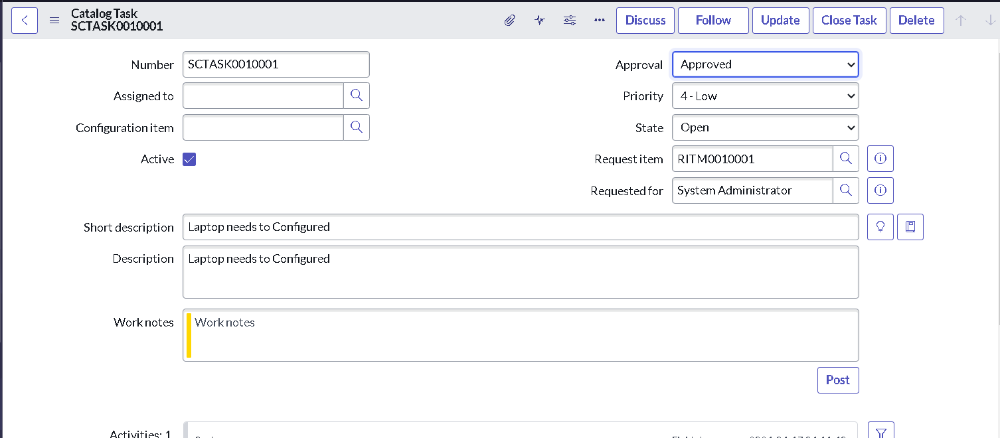 Catalog Task
SCTASK0010001
Discuss Follow Update Close Task Delete
Number SCTASK0010001 Approval Approved
Assigned to Priority 4 - Low
Configuration item State Open
Active Request item RITM0010001
Requested for System Administrator
Short description Laptop needs to Configured
Description Laptop needs to Configured
Work notes Work notes
Post
Activities: 1